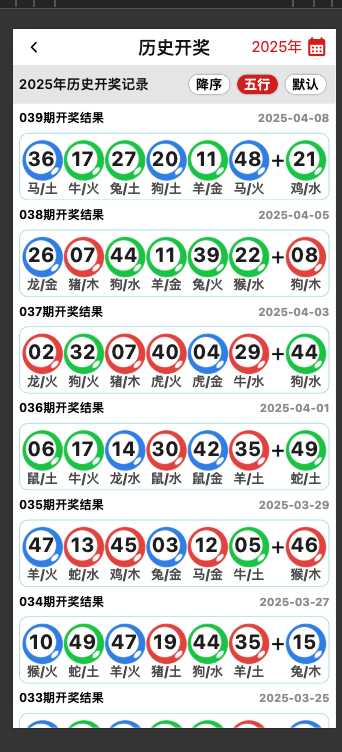 历史开奖 2025年
2025年历史开奖记录 降序 五行 默认
039期开奖结果 2025-04-08
36 17 27 20 11 48 + 21
马/土 牛/火 兔/土 狗/土 羊/金 马/火 鸡/水
038期开奖结果 2025-04-05
26 07 44 11 39 22 + 08
龙/金 猪/木 狗/水 羊/金 兔/火 猴/水 狗/木
037期开奖结果 2025-04-03
02 32 07 40 04 29 + 44
龙/火 狗/火 猪/木 虎/火 虎/金 牛/水 狗/水
036期开奖结果 2025-04-01
06 17 14 30 42 35 + 49
鼠/土 牛/火 龙/水 鼠/水 鼠/金 羊/土 蛇/土
035期开奖结果 2025-03-29
47 13 45 03 12 05 + 46
羊/火 蛇/水 鸡/木 兔/金 马/金 牛/土 猴/木
034期开奖结果 2025-03-27
10 49 47 19 44 35 + 15
猴/火 蛇/土 羊/火 兔/土 狗/水 羊/土 兔/木
033期开奖结果 2025-03-25